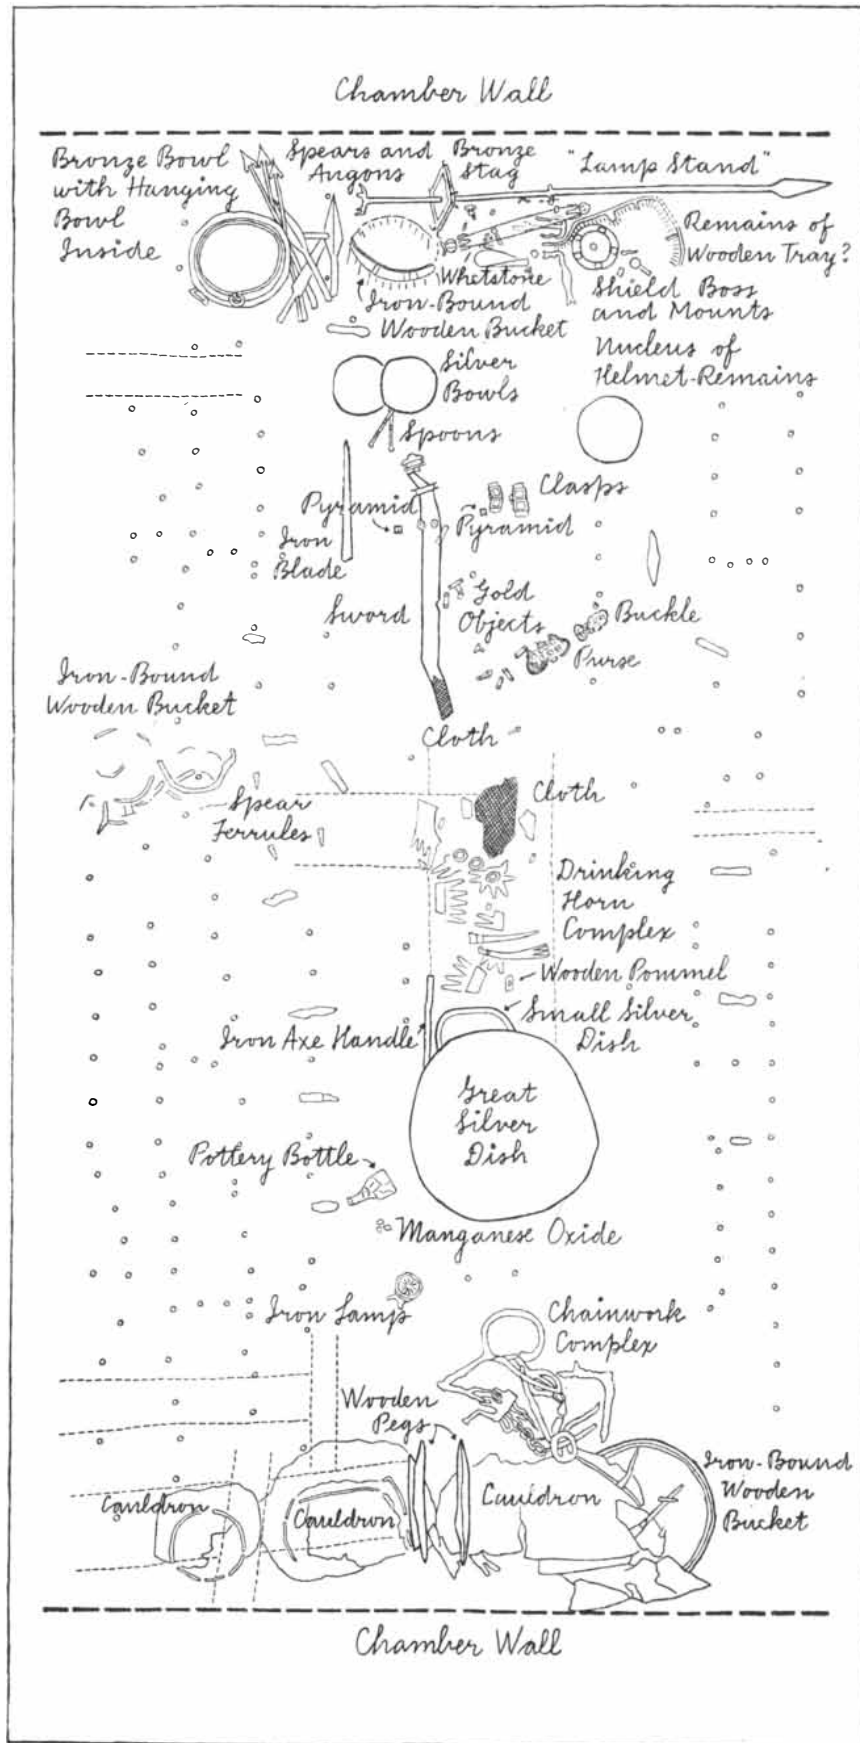 Chamber Wall
Bronze Bowl
with Hanging
Bowl
Inside
Spears and
Angons
Bronze
Stag
"Lamp Stand"
Remains of
Wooden Tray?
Whetstone
Iron-Bound
Wooden Bucket
Shield Boss
and Mounts
Nucleus of
Helmet-Remains
Silver
Bowls
Spoons
Clasps
Pyramid
Pyramid
Iron
Blade
Sword
Gold
Objects
Buckle
Purse
Iron-Bound
Wooden Bucket
Cloth
Cloth
Spear
Ferrules
Drinking
Horn
Complex
Wooden Pommel
Small Silver
Dish
Iron Axe Handle
Great
Silver
Dish
Pottery Bottle
Manganese Oxide
Iron Lamp
Chainwork
Complex
Wooden
Pegs
Cauldron
Cauldron
Cauldron
Iron-Bound
Wooden
Bucket
Chamber Wall